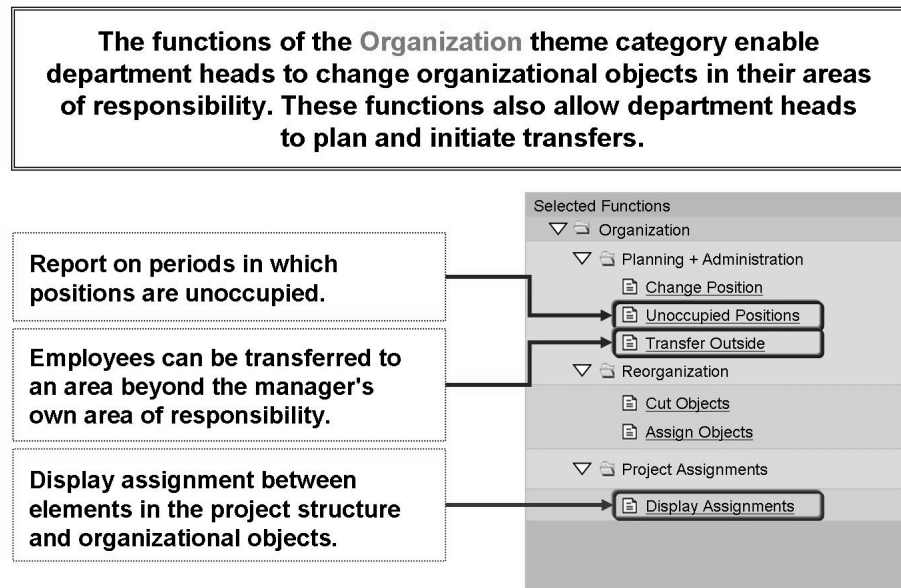 The functions of the Organization theme category enable
department heads to change organizational objects in their areas
of responsibility. These functions also allow department heads
to plan and initiate transfers.
Report on periods in which
positions are unoccupied.
Employees can be transferred to
an area beyond the manager's
own area of responsibility.
Display assignment between
elements in the project structure
and organizational objects.
Selected Functions
Organization
Planning + Administration
Change Position
Unoccupied Positions
Transfer Outside
Reorganization
Cut Objects
Assign Objects
Project Assignments
Display Assignments